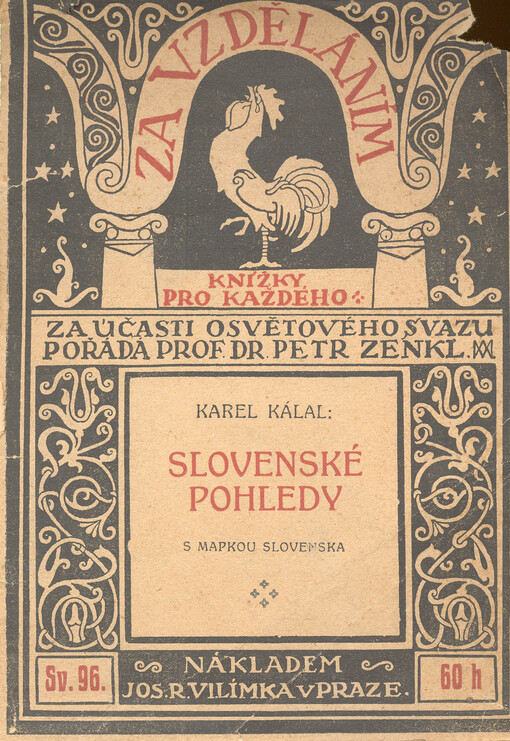 ZA VZDĚLÁNÍM
KNÍŽKY
PRO KAŽDÉHO
ZA ÚČASTI OSVĚTOVÉHO SVAZU
POŘÁDÁ PROF. DR. PETR ZENKL.
KAREL KÁLAL:
SLOVENSKÉ
POHLEDY
S MAPKOU SLOVENSKA
Sv. 96.
NÁKLADEM
JOS. R. VILÍMKA V PRAZE.
60 h